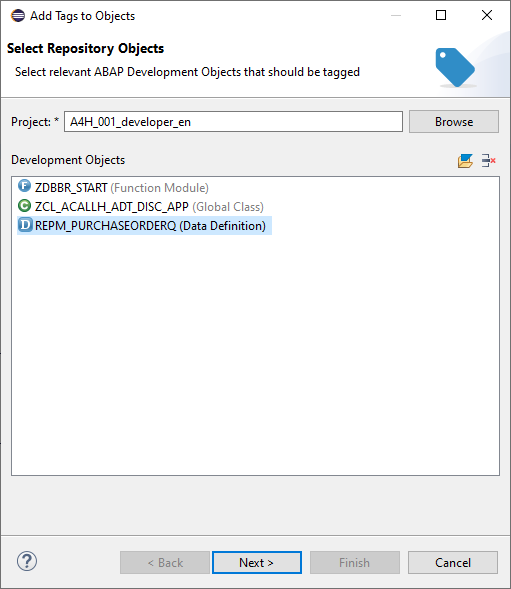 Add Tags to Objects
Select Repository Objects
Select relevant ABAP Development Objects that should be tagged
Project: * A4H_001_developer_en Browse
Development Objects
F ZDBBR_START (Function Module)
C ZCL_ACALLH_ADT_DISC_APP (Global Class)
D REPM_PURCHASEORDERQ (Data Definition)
? < Back Next > Finish Cancel